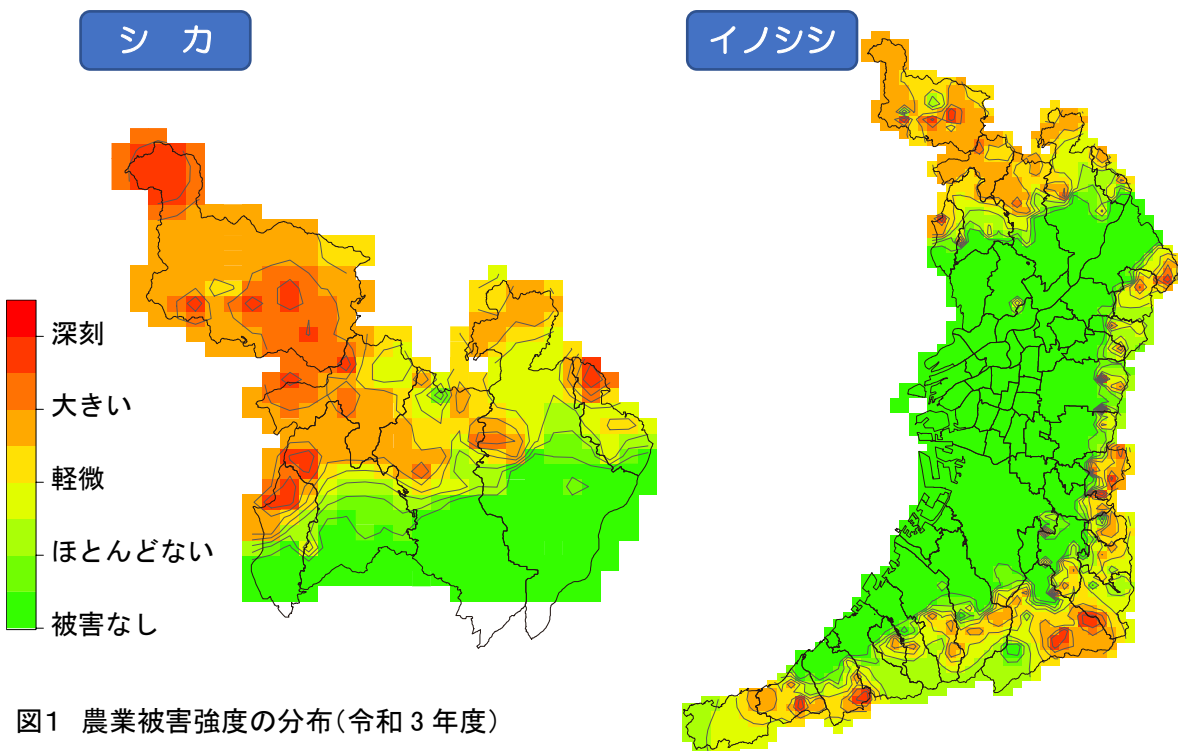 シ カ
イノシシ
深刻
大きい
軽微
ほとんどない
被害なし
図1 農業被害強度の分布(令和3年度)